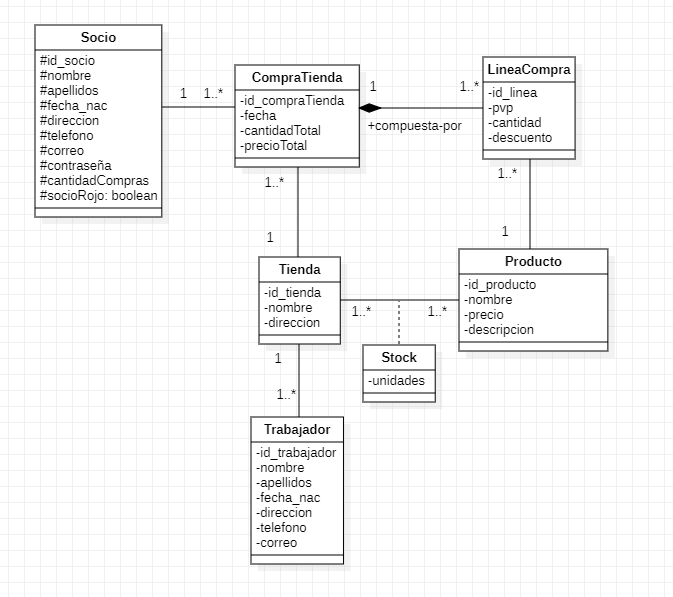 Socio
#id_socio
#nombre
#apellidos
#fecha_nac
#direccion
#telefono
#correo
#contraseña
#cantidadCompras
#socioRojo: boolean
1
1..*
CompraTienda
-id_compraTienda
-fecha
-cantidadTotal
-precioTotal
1
1..*
+compuesta-por
LineaCompra
-id_linea
-pvp
-cantidad
-descuento
1..*
1
1..*
1
Tienda
-id_tienda
-nombre
-direccion
1..*
1..*
Producto
-id_producto
-nombre
-precio
-descripcion
Stock
-unidades
1
1..*
Trabajador
-id_trabajador
-nombre
-apellidos
-fecha_nac
-direccion
-telefono
-correo